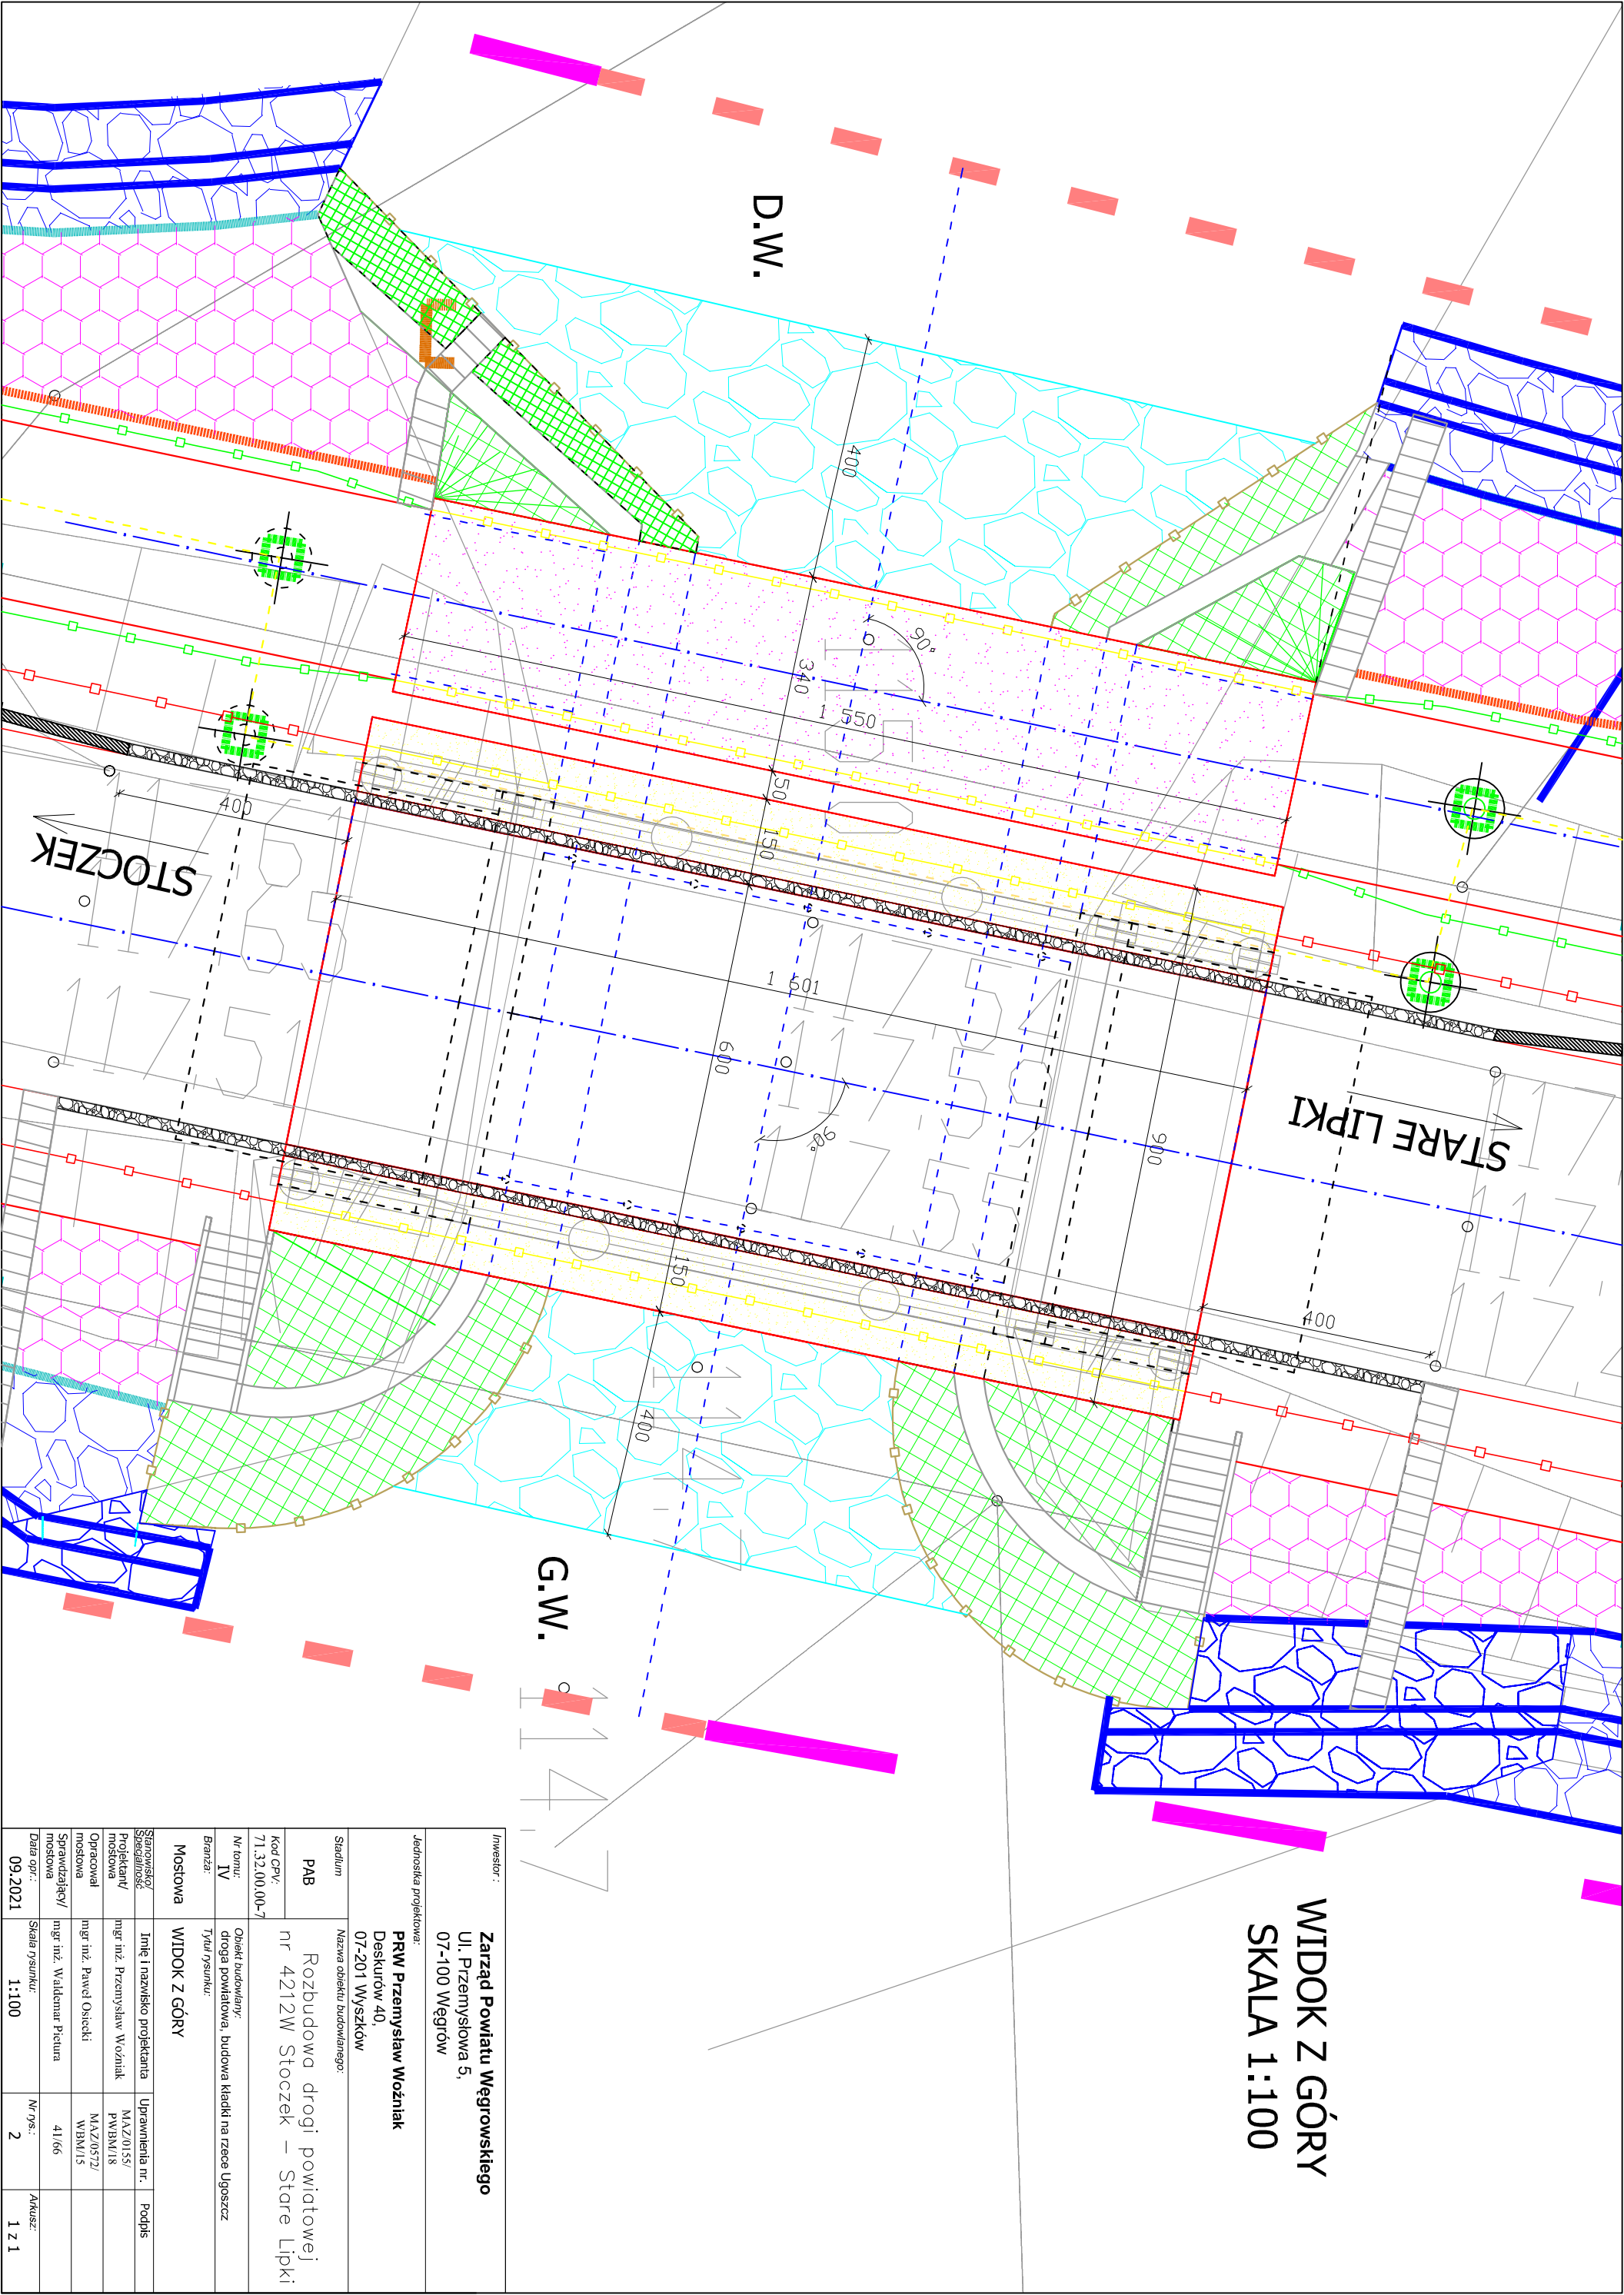 WIDOK Z GÓRY
SKALA 1:100
D.W.
G.W.
STOCZEK
STARE LIPKI
400
340
1 550
90°
50
150
400
1 601
600
90°
900
150
400
400
Inwestor :
Zarząd Powiatu Węgrowskiego
Ul. Przemysłowa 5,
07-100 Węgrów
Jednostka projektowa:
PRW Przemysław Woźniak
Deskurów 40,
07-201 Wyszków
Stadium
PAB
Nazwa obiektu budowlanego:
Rozbudowa drogi powiatowej
nr 4212W Stoczek – Stare Lipki
Kod CPV:
71.32.00.00-7
Nr tomu:
IV
Obiekt budowlany:
droga powiatowa, budowa kładki na rzece Ugoszcz
Branża:
Mostowa
Tytuł rysunku:
WIDOK Z GÓRY
Stanowisko/
Specjalność
Imię i nazwisko projektanta
Uprawnienia nr.
Podpis
Projektant/
mostowa
mgr inż. Przemysław Woźniak
MAZ/0155/
PWBM/18
Opracował
mostowa
mgr inż. Paweł Osiecki
MAZ/0572/
WBM/15
Sprawdzający/
mostowa
mgr inż. Waldemar Pietura
41/66
Data opr.:
09.2021
Skala rysunku:
1:100
Nr rys.:
2
Arkusz:
1 z 1